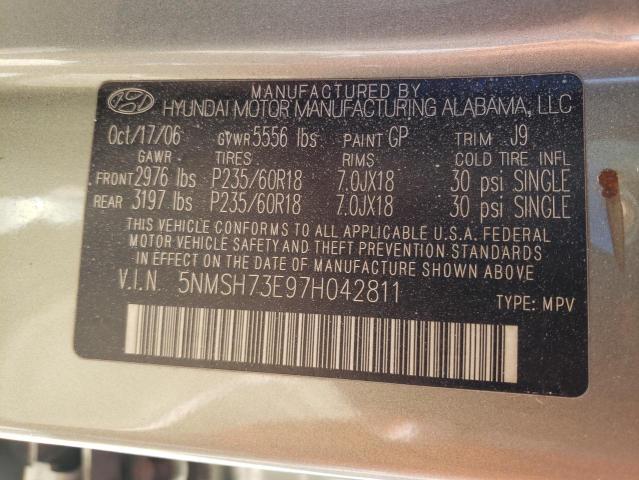 MANUFACTURED BY
HYUNDAI MOTOR MANUFACTURING ALABAMA, LLC
Oct/17/06 GVWR 5556 lbs PAINT GP TRIM J9
GAWR TIRES RIMS COLD TIRE INFL
FRONT 2976 lbs P235/60R18 7.0JX18 30 psi SINGLE
REAR 3197 lbs P235/60R18 7.0JX18 30 psi SINGLE
THIS VEHICLE CONFORMS TO ALL APPLICABLE U.S.A. FEDERAL
MOTOR VEHICLE SAFETY AND THEFT PREVENTION STANDARDS
IN EFFECT ON THE DATE OF MANUFACTURE SHOWN ABOVE.
V.I.N. 5NMSH73E97H042811
TYPE: MPV